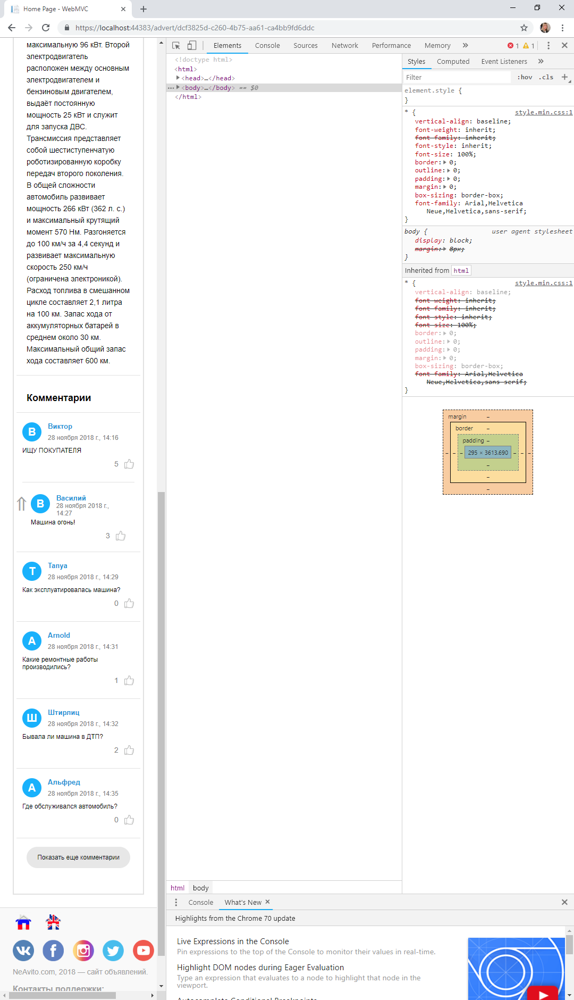 Home Page - WebMVC
https://localhost:44383/advert/dcf3825d-c260-4b75-aa61-ca4bb9fd6ddc
максимальную 96 кВт. Второй
электродвигатель
расположен между основным
электродвигателем и
бензиновым двигателем,
выдаёт постоянную
мощность 25 кВт и служит
для запуска ДВС.
Трансмиссия представляет
собой шестиступенчатую
роботизированную коробку
передач второго поколения.
В общей сложности
автомобиль развивает
мощность 266 кВт (362 л. с.)
и максимальный крутящий
момент 570 Нм. Разгоняется
до 100 км/ч за 4,4 секунд и
развивает максимальную
скорость 250 км/ч
(ограничена электроникой).
Расход топлива в смешанном
цикле составляет 2,1 литра
на 100 км. Запас хода от
аккумуляторных батарей в
среднем около 30 км.
Максимальный общий запас
хода составляет 600 км.
Комментарии
В
Виктор
28 ноября 2018 г., 14:16
ИЩУ ПОКУПАТЕЛЯ
5
В
Василий
28 ноября 2018 г.,
14:27
Машина огонь!
3
T
Tanya
28 ноября 2018 г., 14:29
Как эксплуатировалась машина?
0
A
Arnold
28 ноября 2018 г., 14:31
Какие ремонтные работы
производились?
1
Ш
Штирлиц
28 ноября 2018 г., 14:32
Бывала ли машина в ДТП?
2
А
Альфред
28 ноября 2018 г., 14:35
Где обслуживался автомобиль?
0
Показать еще комментарии
NeAvito.com, 2018 — сайт объявлений.
Контакты поддержки:
Elements Console Sources Network Performance Memory » 1 1
<!doctype html>
<html>
<head>…</head>
<body>…</body> == $0
</html>
html body
Styles Computed Event Listeners »
Filter :hov .cls +
element.style {
}
* { style.min.css:1
vertical-align: baseline;
font-weight: inherit;
font-family: inherit;
font-style: inherit;
font-size: 100%;
border: 0;
outline: 0;
padding: 0;
margin: 0;
box-sizing: border-box;
font-family: Arial,Helvetica
Neue,Helvetica,sans-serif;
}
body { user agent stylesheet
display: block;
margin: 8px;
}
Inherited from html
* { style.min.css:1
vertical-align: baseline;
font-weight: inherit;
font-family: inherit;
font-style: inherit;
font-size: 100%;
border: 0;
outline: 0;
padding: 0;
margin: 0;
box-sizing: border-box;
font-family: Arial,Helvetica
Neue,Helvetica,sans-serif;
}
margin –
border –
padding –
– – – 295 × 3613.690 – – –
–
–
–
Console What's New
Highlights from the Chrome 70 update
Live Expressions in the Console
Pin expressions to the top of the Console to monitor their values in real-time.
Highlight DOM nodes during Eager Evaluation
Type an expression that evaluates to a node to highlight that node in the
viewport.
Autocomplete Conditional Breakpoints